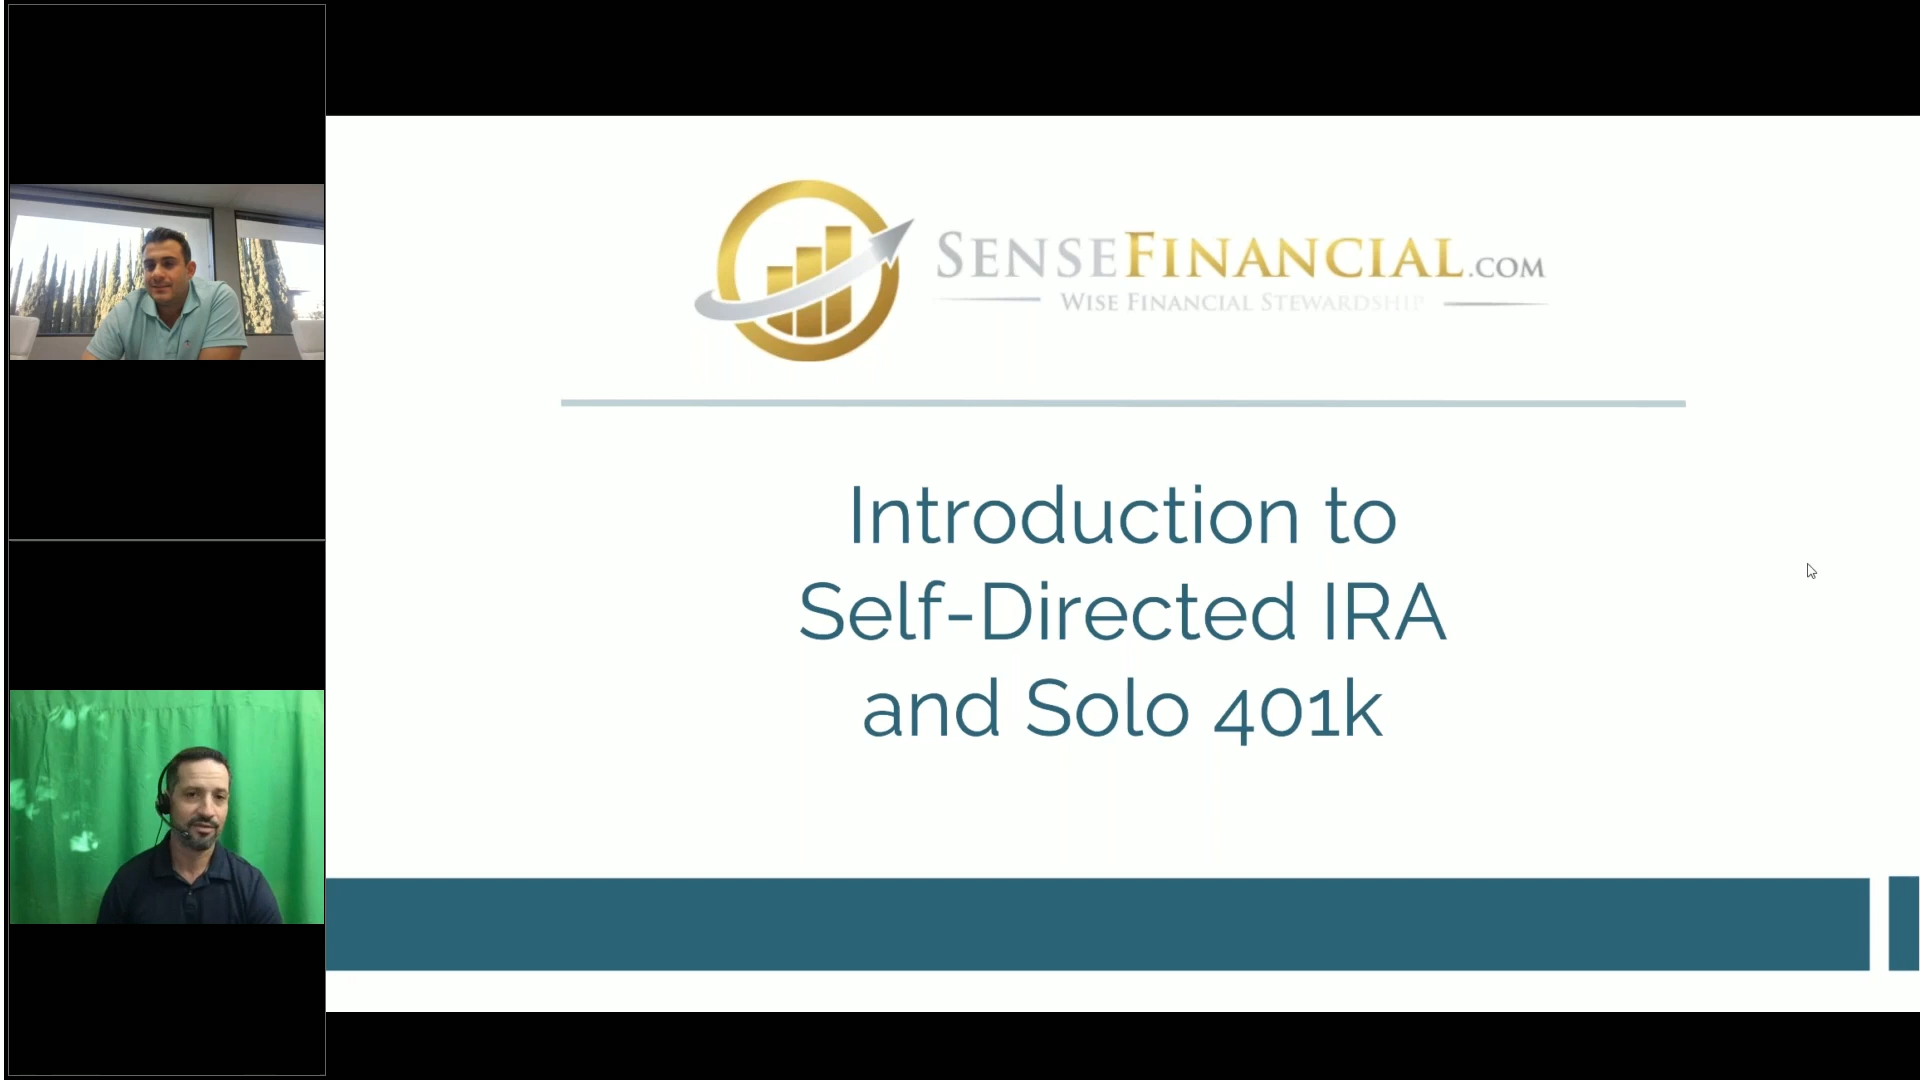 SENSEFINANCIAL.COM
WISE FINANCIAL STEWARDSHIP
Introduction to
Self-Directed IRA
and Solo 401k